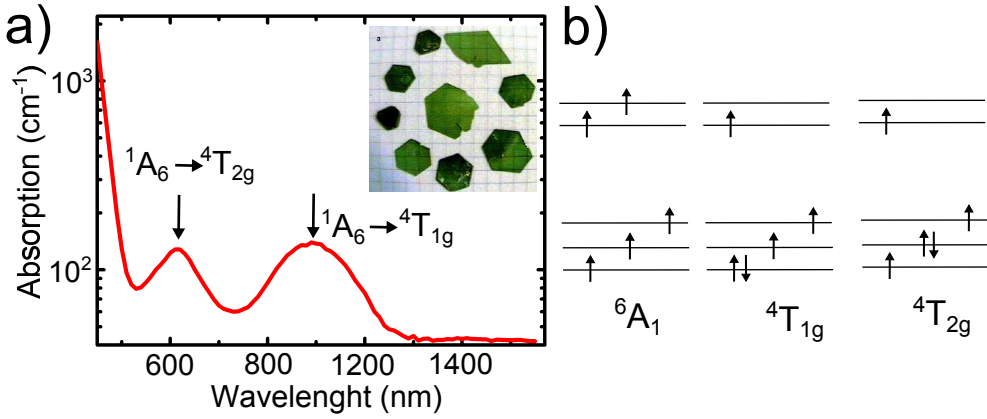 a)
b)
Absorption (cm⁻¹)
10³
10²
¹A₆→⁴T₂g
¹A₆→⁴T₁g
600 800 1000 1200 1400
Wavelenght (nm)
⁶A₁ ⁴T₁g ⁴T₂g